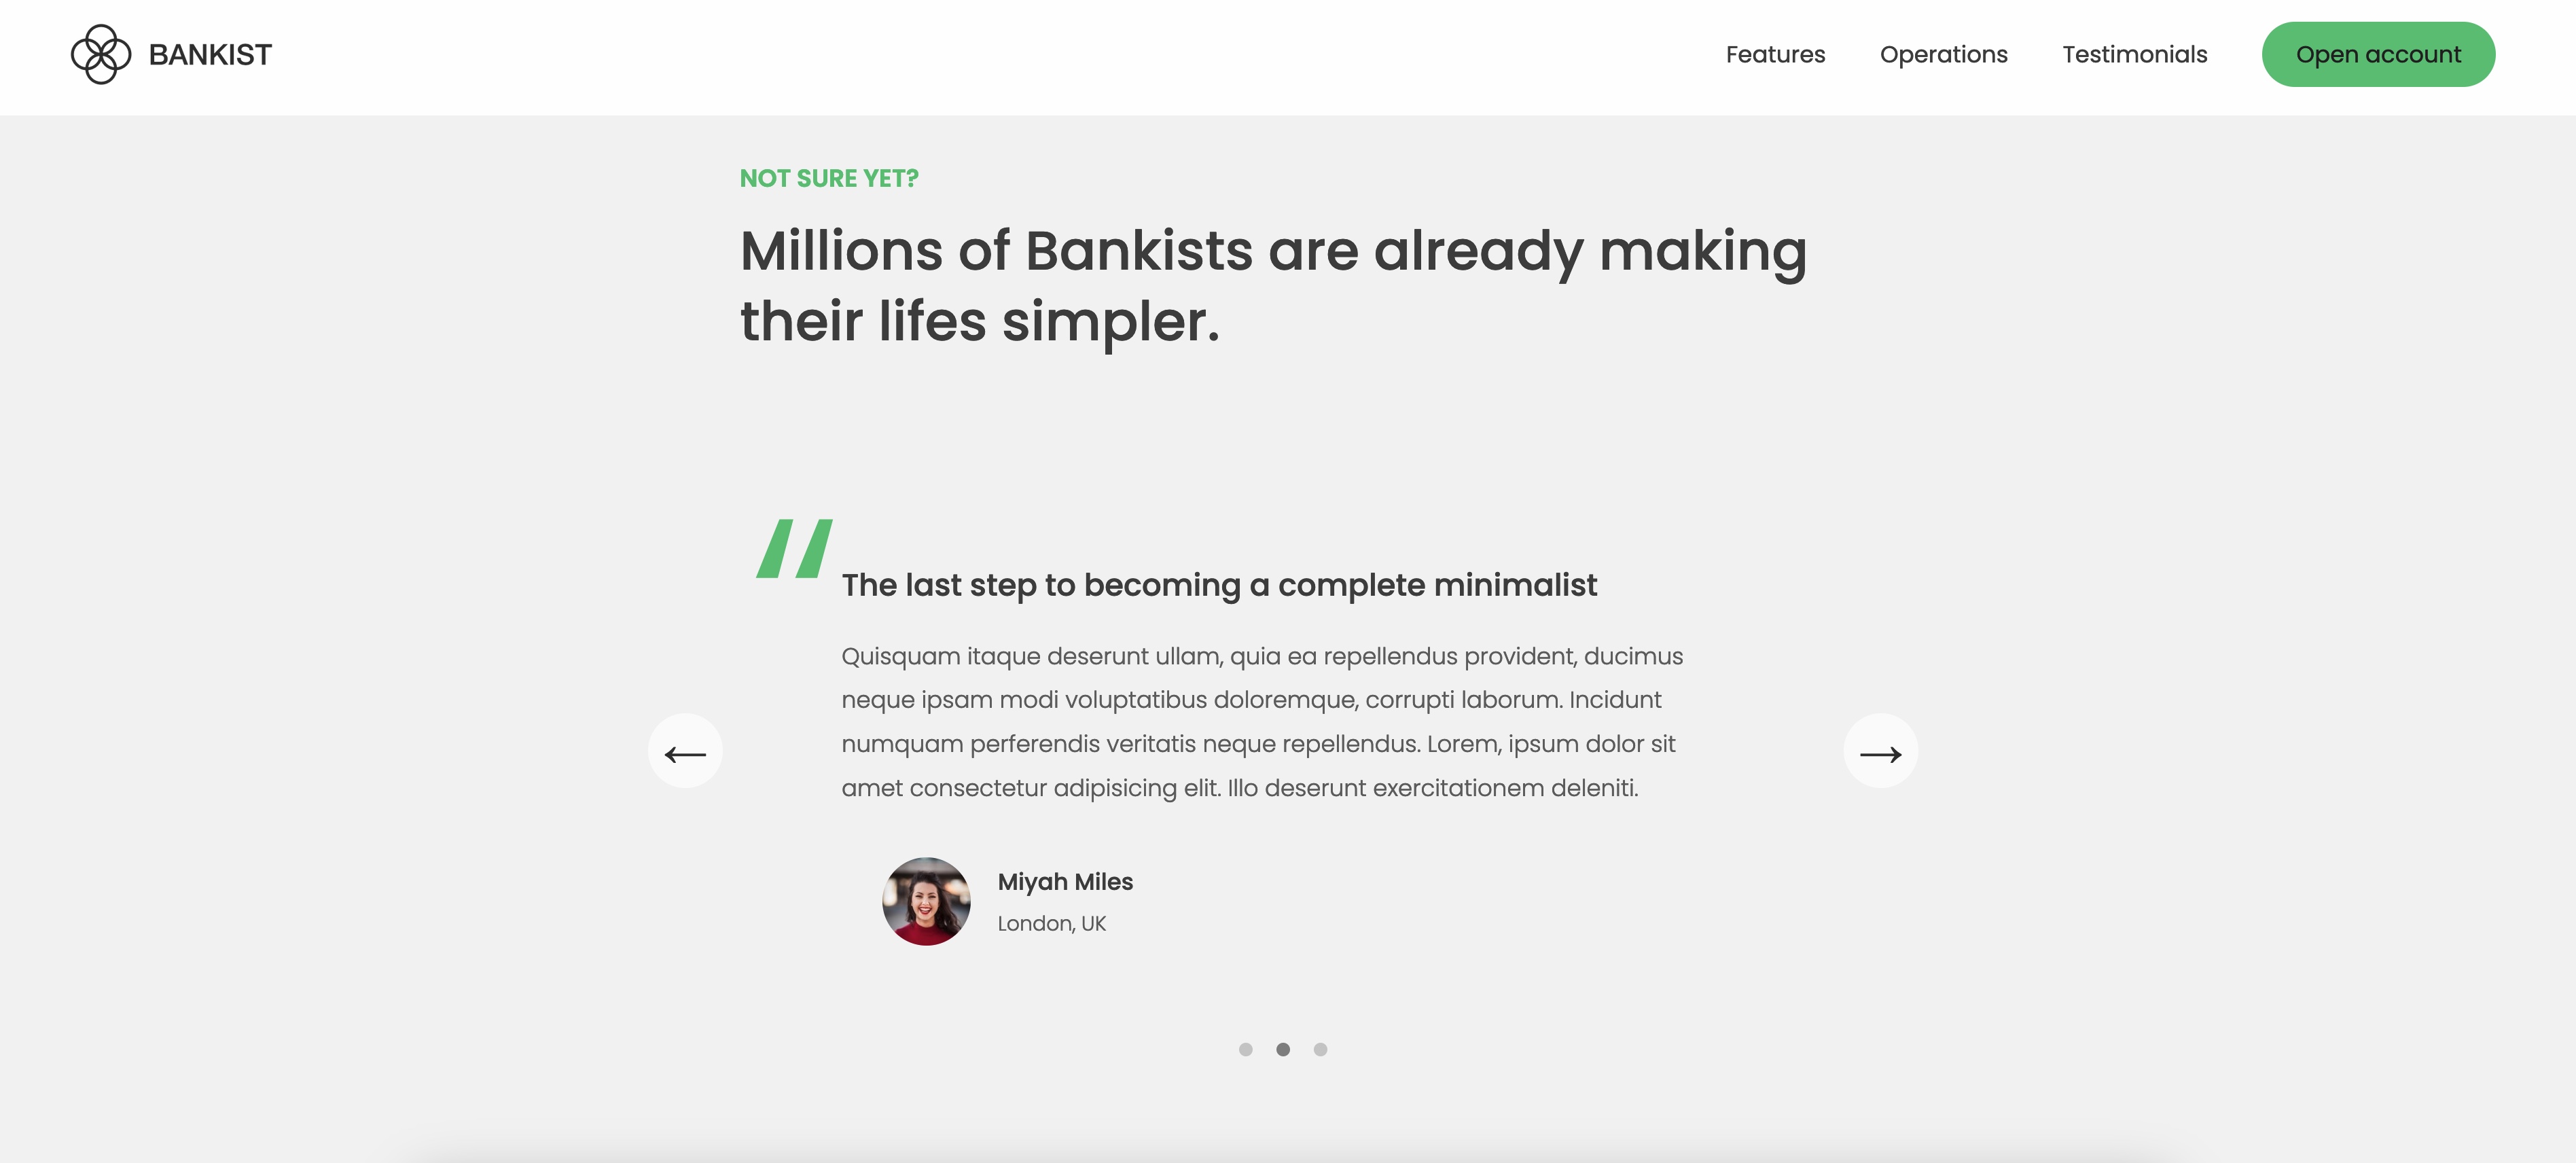 BANKIST
Features
Operations
Testimonials
Open account
NOT SURE YET?
Millions of Bankists are already making
their lifes simpler.
“
The last step to becoming a complete minimalist
Quisquam itaque deserunt ullam, quia ea repellendus provident, ducimus
neque ipsam modi voluptatibus doloremque, corrupti laborum. Incidunt
numquam perferendis veritatis neque repellendus. Lorem, ipsum dolor sit
amet consectetur adipisicing elit. Illo deserunt exercitationem deleniti.
←
→
Miyah Miles
London, UK